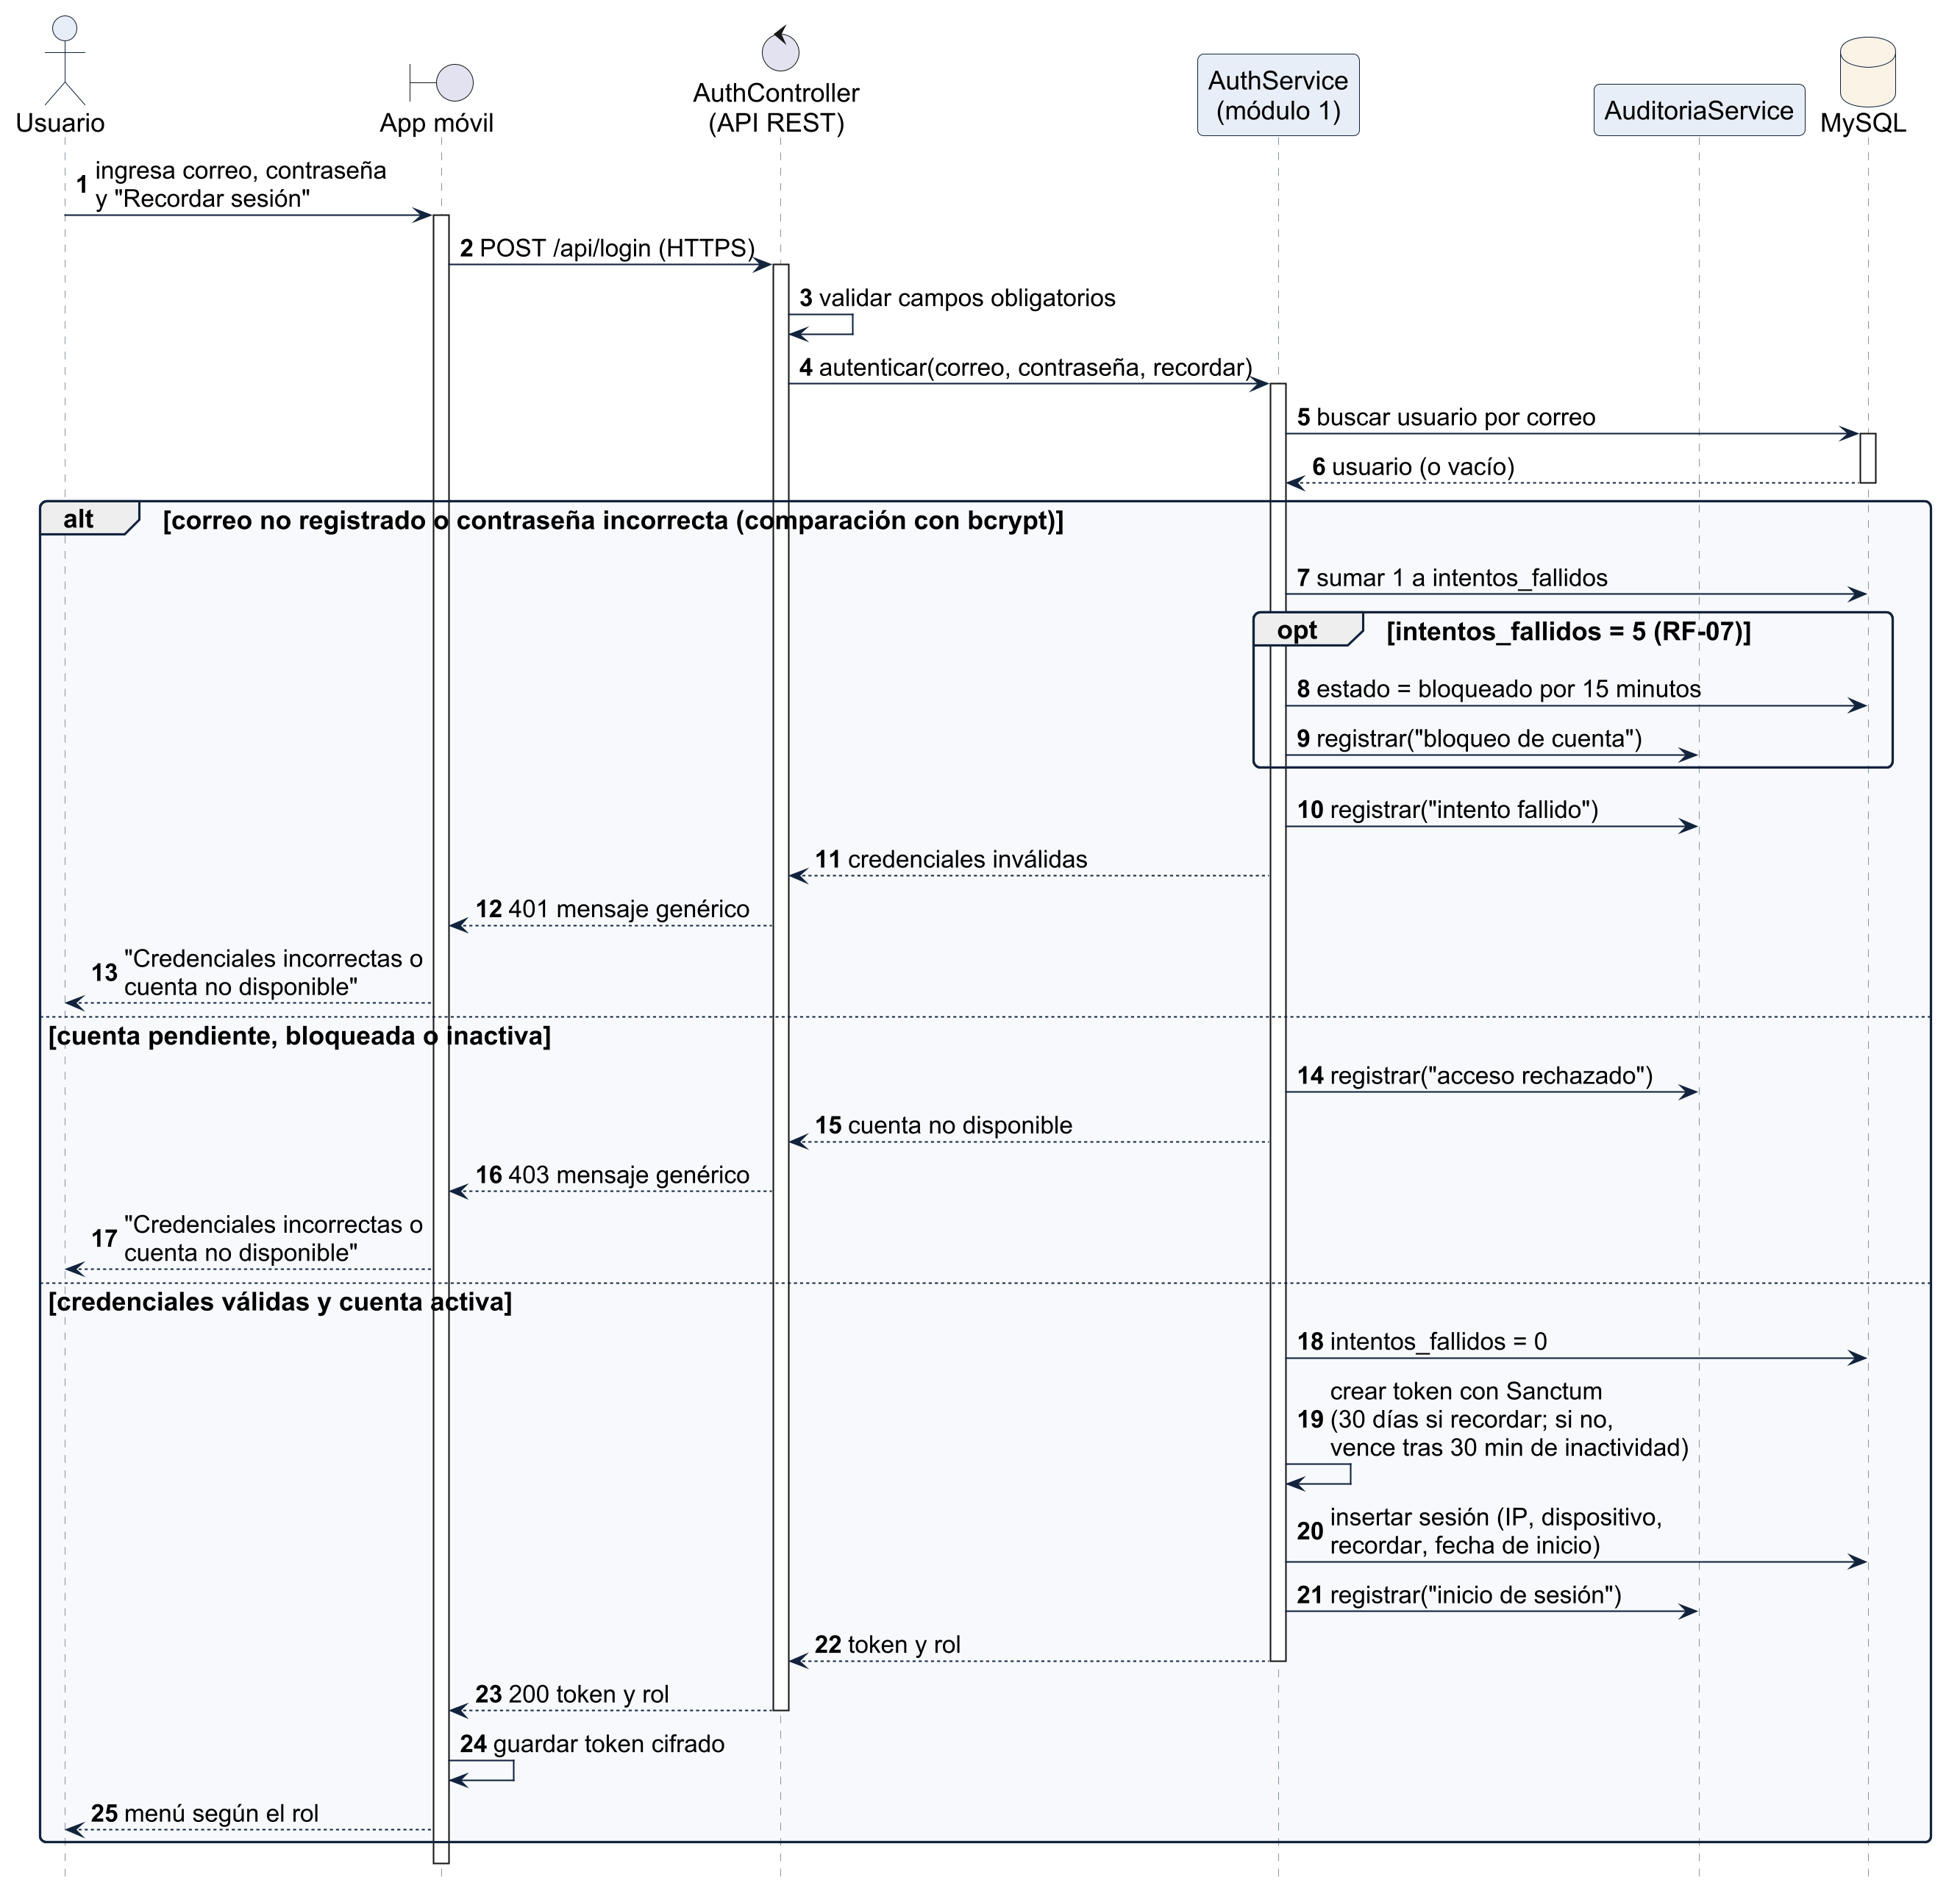 Usuario
App móvil
AuthController
(API REST)
AuthService
(módulo 1)
AuditoriaService
MySQL
1 ingresa correo, contraseña
y "Recordar sesión"
2 POST /api/login (HTTPS)
3 validar campos obligatorios
4 autenticar(correo, contraseña, recordar)
5 buscar usuario por correo
6 usuario (o vacío)
alt [correo no registrado o contraseña incorrecta (comparación con bcrypt)]
7 sumar 1 a intentos_fallidos
opt [intentos_fallidos = 5 (RF-07)]
8 estado = bloqueado por 15 minutos
9 registrar("bloqueo de cuenta")
10 registrar("intento fallido")
11 credenciales inválidas
12 401 mensaje genérico
13 "Credenciales incorrectas o
cuenta no disponible"
[cuenta pendiente, bloqueada o inactiva]
14 registrar("acceso rechazado")
15 cuenta no disponible
16 403 mensaje genérico
17 "Credenciales incorrectas o
cuenta no disponible"
[credenciales válidas y cuenta activa]
18 intentos_fallidos = 0
crear token con Sanctum
19 (30 días si recordar; si no,
vence tras 30 min de inactividad)
20 insertar sesión (IP, dispositivo,
recordar, fecha de inicio)
21 registrar("inicio de sesión")
22 token y rol
23 200 token y rol
24 guardar token cifrado
25 menú según el rol